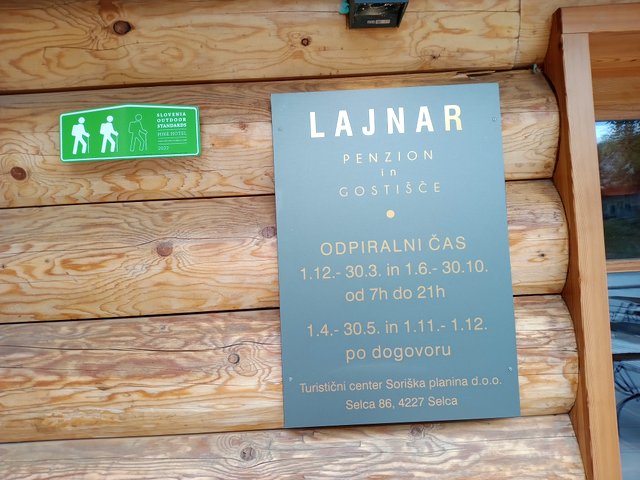 SLOVENIA
OUTDOOR
STANDARDS
HIKE HOTEL
2022
LAJNAR
PENZION
in
GOSTIŠČE
ODPIRALNI ČAS
1.12.- 30.3. in 1.6.- 30.10.
od 7h do 21h
1.4.- 30.5. in 1.11.- 1.12.
po dogovoru
Turistični center Soriška planina d.o.o.
Selca 86, 4227 Selca